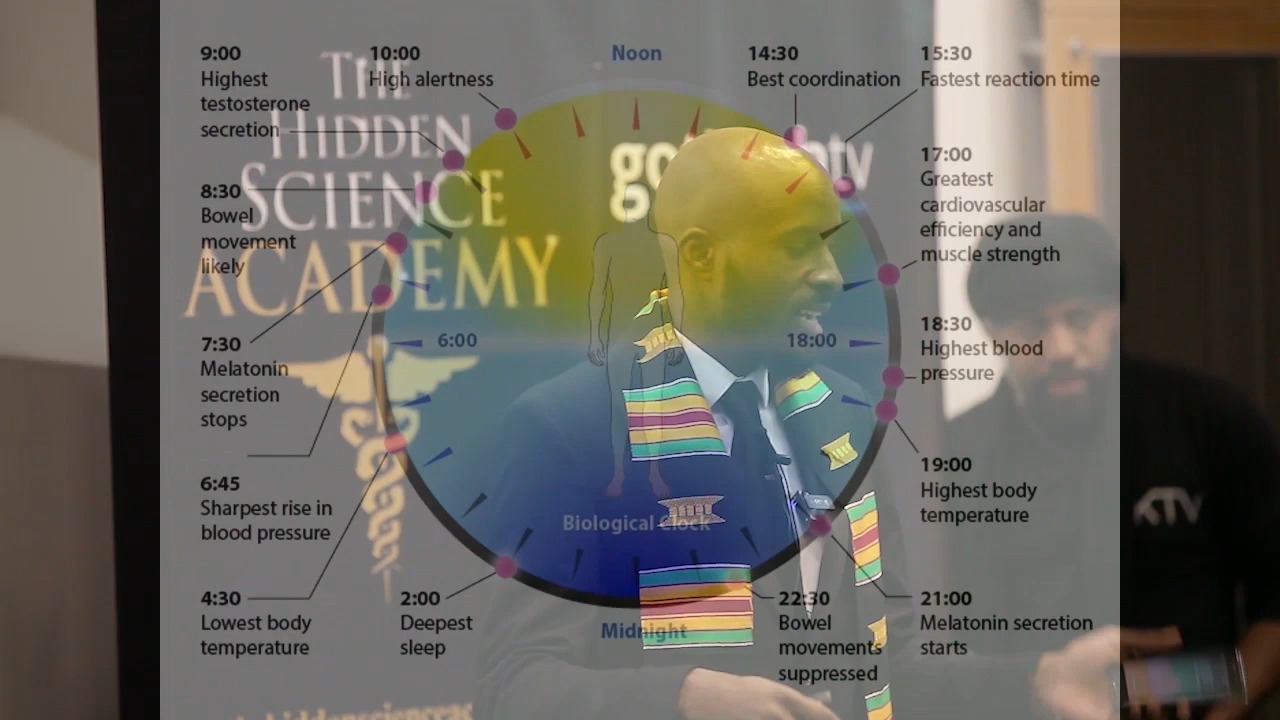 9:00
Highest
testosterone
secretion
10:00
High alertness
Noon
14:30
Best coordination
15:30
Fastest reaction time
THE
HIDDEN
SCIENCE
ACADEMY
17:00
Greatest
cardiovascular
efficiency and
muscle strength
8:30
Bowel
movement
likely
7:30
Melatonin
secretion
stops
6:00
18:00
18:30
Highest blood
pressure
6:45
Sharpest rise in
blood pressure
19:00
Highest body
temperature
KTV
Biological Clock
4:30
Lowest body
temperature
2:00
Deepest
sleep
Midnight
22:30
Bowel
movements
suppressed
21:00
Melatonin secretion
starts